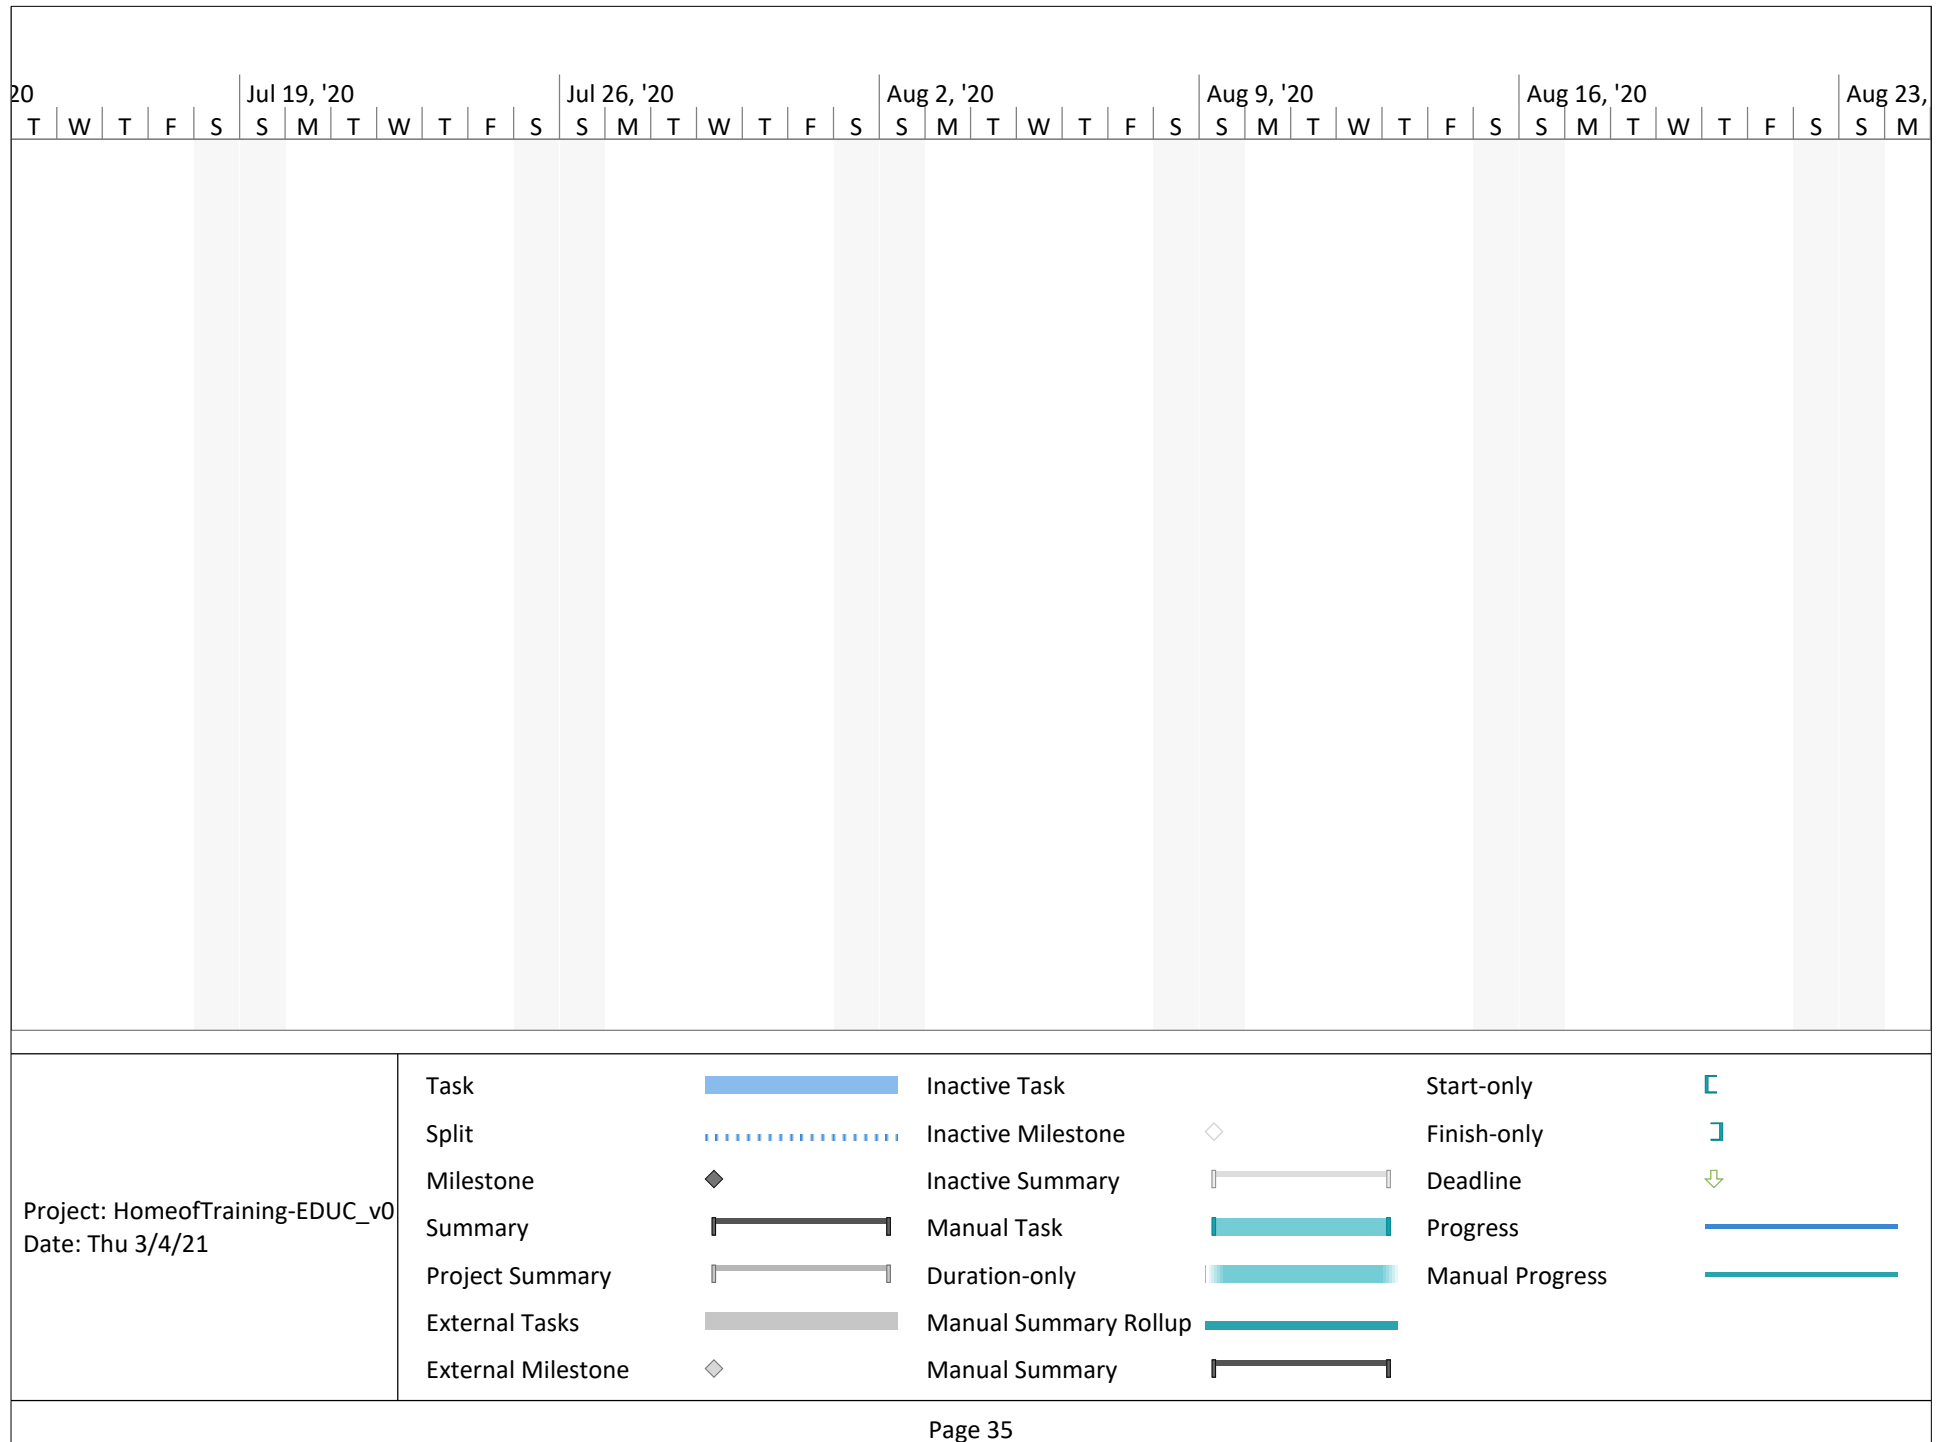 20 Jul 19, '20 Jul 26, '20 Aug 2, '20 Aug 9, '20 Aug 16, '20 Aug 23,
T W T F S S M T W T F S S M T W T F S S M T W T F S S M T W T F S S M T W T F S S M
Project: HomeofTraining-EDUC_v0
Date: Thu 3/4/21
Task
Split
Milestone
Summary
Project Summary
External Tasks
External Milestone
Inactive Task
Inactive Milestone
Inactive Summary
Manual Task
Duration-only
Manual Summary Rollup
Manual Summary
Start-only
Finish-only
Deadline
Progress
Manual Progress
Page 35